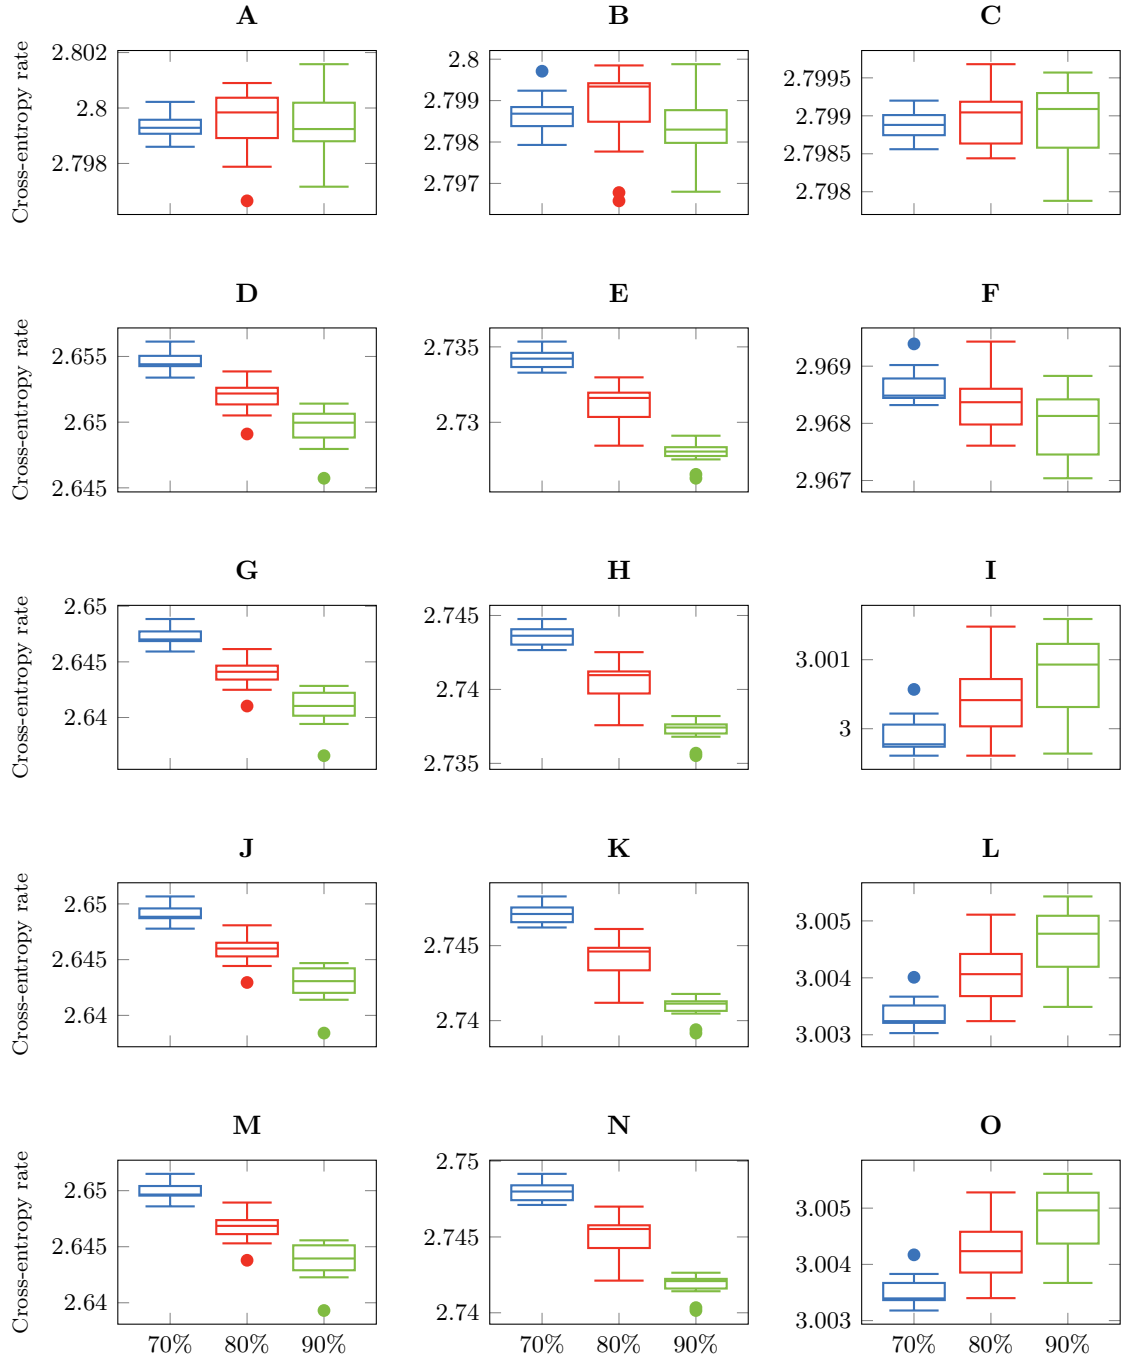 A
B
C
Cross-entropy rate
2.802
2.8
2.798
2.8
2.799
2.798
2.797
2.7995
2.799
2.7985
2.798
D
E
F
Cross-entropy rate
2.655
2.65
2.645
2.735
2.73
2.969
2.968
2.967
G
H
I
Cross-entropy rate
2.65
2.645
2.64
2.745
2.74
2.735
3.001
3
J
K
L
Cross-entropy rate
2.65
2.645
2.64
2.745
2.74
3.005
3.004
3.003
M
N
O
Cross-entropy rate
2.65
2.645
2.64
2.75
2.745
2.74
3.005
3.004
3.003
70% 80% 90%
70% 80% 90%
70% 80% 90%